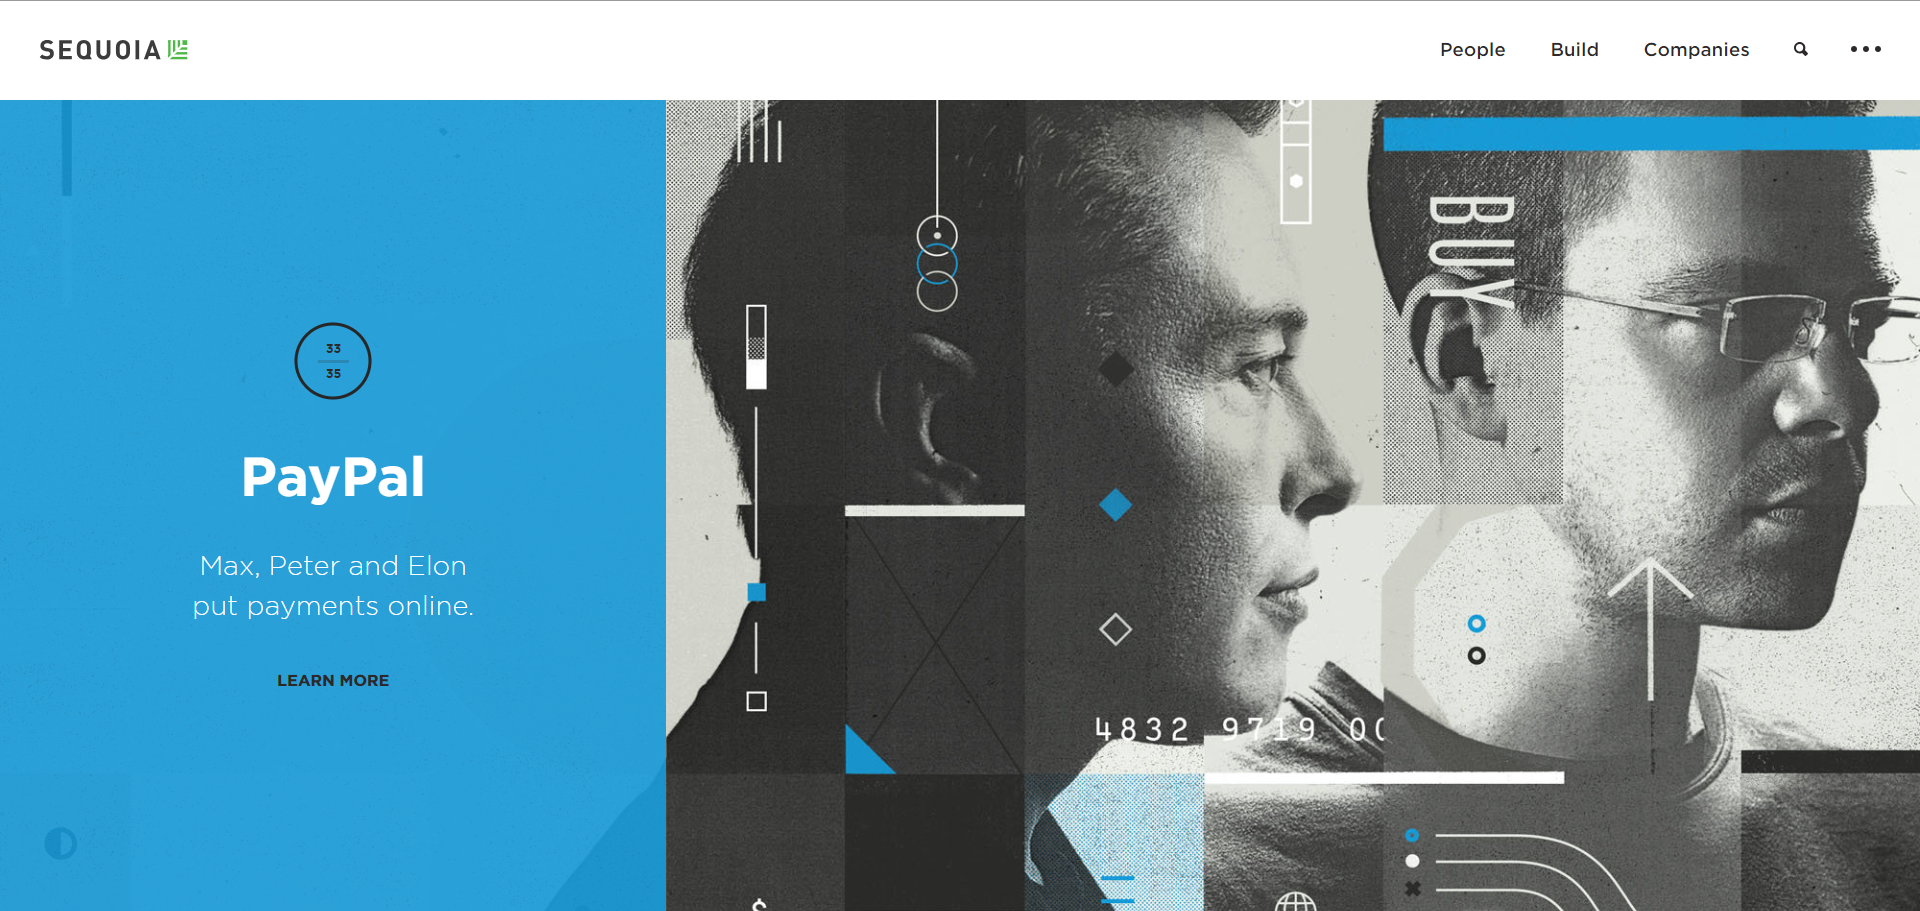 SEQUOIA
People
Build
Companies
33
35
PayPal
Max, Peter and Elon
put payments online.
LEARN MORE
BUY
4832 9719 00
$